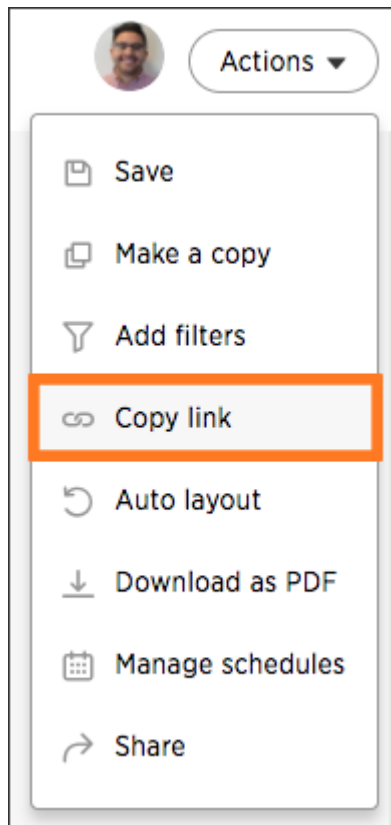 Actions
Save
Make a copy
Add filters
Copy link
Auto layout
Download as PDF
Manage schedules
Share